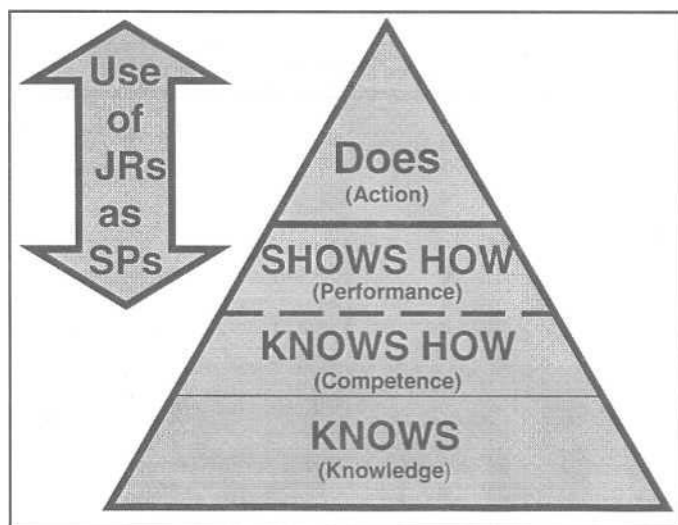 Use
of
JRs
as
SPs
Does
(Action)
SHOWS HOW
(Performance)
KNOWS HOW
(Competence)
KNOWS
(Knowledge)